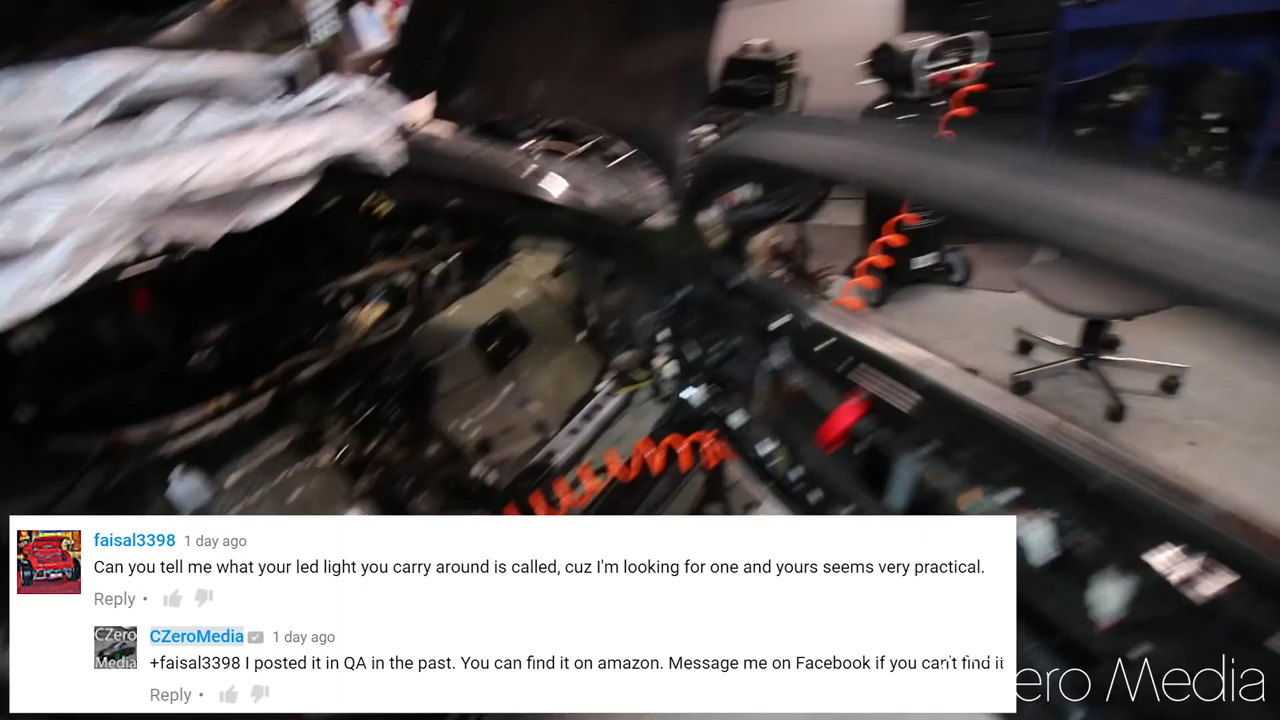 faisal3398 1 day ago
Can you tell me what your led light you carry around is called, cuz I'm looking for one and yours seems very practical.
Reply •
CZero
Media
CZeroMedia 1 day ago
+faisal3398 I posted it in QA in the past. You can find it on amazon. Message me on Facebook if you can't find it
Reply •
ero Media